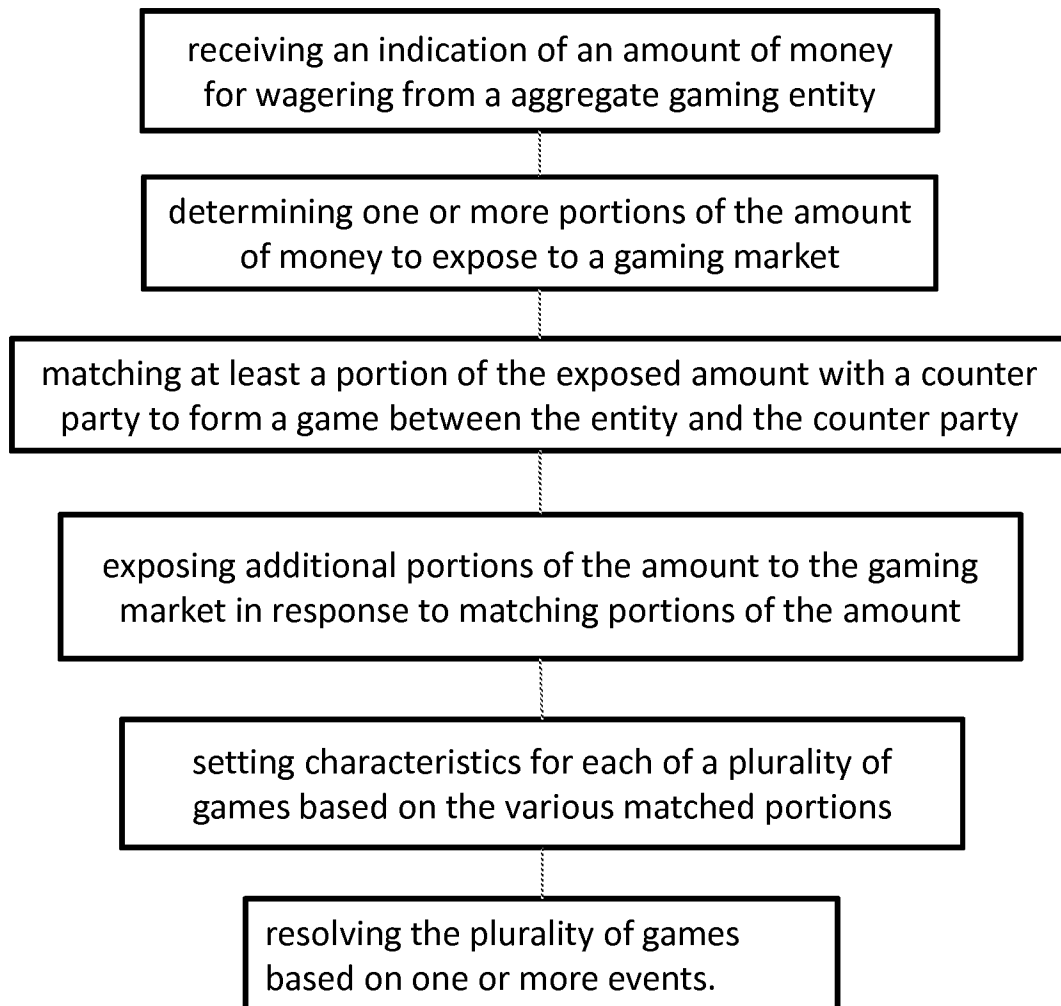 receiving an indication of an amount of money
for wagering from a aggregate gaming entity
determining one or more portions of the amount
of money to expose to a gaming market
matching at least a portion of the exposed amount with a counter
party to form a game between the entity and the counter party
exposing additional portions of the amount to the gaming
market in response to matching portions of the amount
setting characteristics for each of a plurality of
games based on the various matched portions
resolving the plurality of games
based on one or more events.